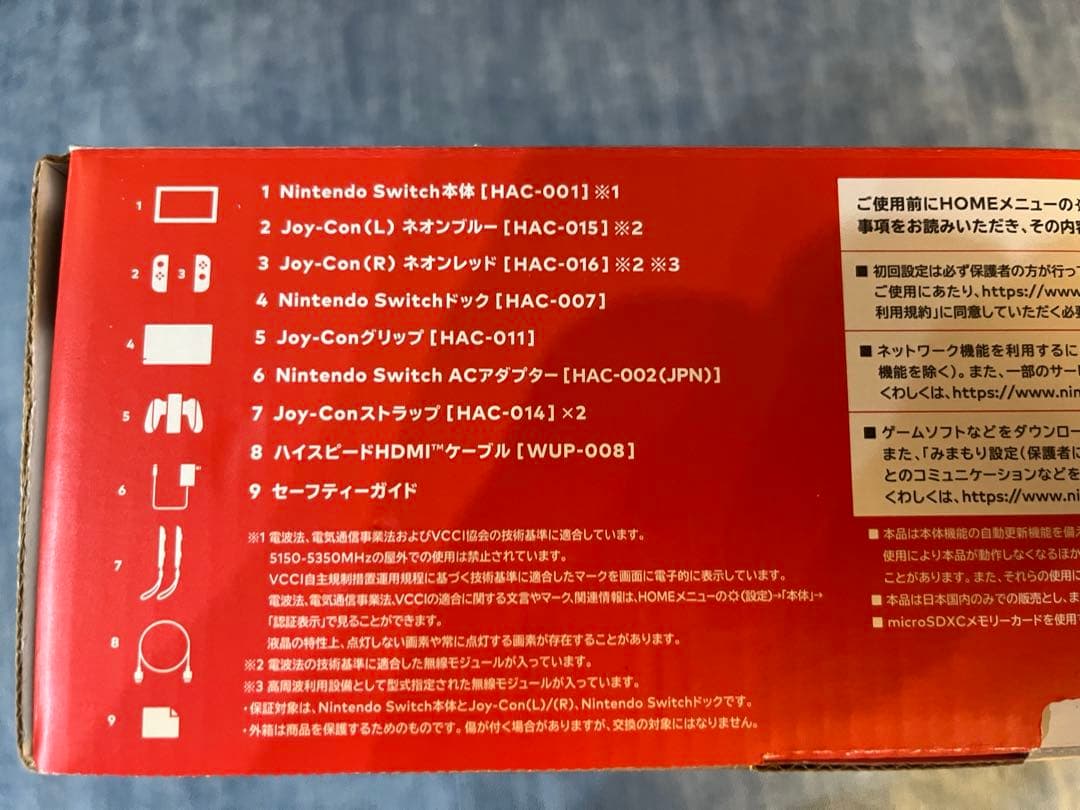 1 Nintendo Switch本体[HAC-001]※1
2 Joy-Con(L) ネオンブルー[HAC-015]※2
3 Joy-Con(R) ネオンレッド[HAC-016]※2 ※3
4 Nintendo Switchドック[HAC-007]
5 Joy-Conグリップ[HAC-011]
6 Nintendo Switch ACアダプター[HAC-002(JPN)]
7 Joy-Conストラップ[HAC-014]×2
8 ハイスピードHDMI™ケーブル[WUP-008]
9 セーフティーガイド
1
2
3
4
5
6
7
8
9
※1 電波法、電気通信事業法およびVCCI協会の技術基準に適合しています。
5150-5350MHzの屋外での使用は禁止されています。
VCCI自主規制措置運用規程に基づく技術基準に適合したマークを画面に電子的に表示しています。
電波法、電気通信事業法、VCCIの適合に関する文言やマーク、関連情報は、HOMEメニューの(設定)→「本体」→
「認証表示」で見ることができます。
液晶の特性上、点灯しない画素や常に点灯する画素が存在することがあります。
※2 電波法の技術基準に適合した無線モジュールが入っています。
※3 高周波利用設備として型式指定された無線モジュールが入っています。
・保証対象は、Nintendo Switch本体とJoy-Con(L)/(R)、Nintendo Switchドックです。
・外箱は商品を保護するためのものです。傷が付く場合がありますが、交換の対象にはなりません。
ご使用前にHOMEメニューの
事項をお読みいただき、その内容
■ 初回設定は必ず保護者の方が行っ
ご使用にあたり、https://www
利用規約」に同意していただく必
■ ネットワーク機能を利用するに
機能を除く)。また、一部のサー
くわしくは、https://www.nin
■ ゲームソフトなどをダウンロー
また、「みまもり設定(保護者に
とのコミュニケーションなどを
くわしくは、https://www.ni
■ 本品は本体機能の自動更新機能を備
使用により本品が動作しなくなるほか
ことがあります。また、それらの使用に
■ 本品は日本国内のみでの販売とし、ま
■ microSDXCメモリーカードを使用